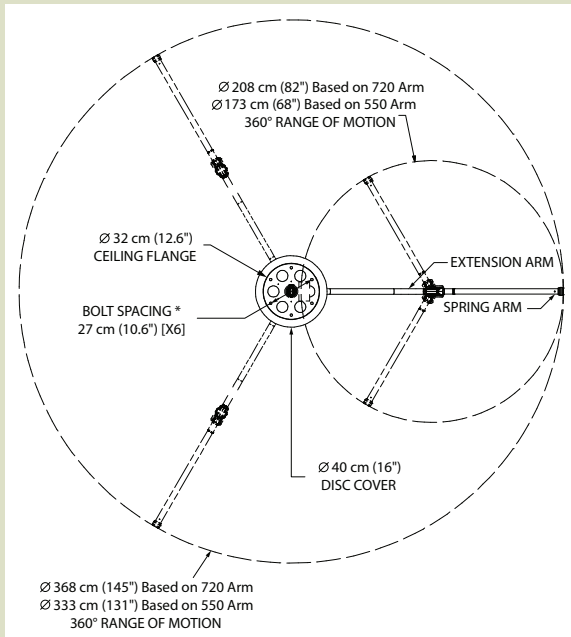 Ø 208 cm (82") Based on 720 Arm
Ø 173 cm (68") Based on 550 Arm
360° RANGE OF MOTION
Ø 32 cm (12.6")
CEILING FLANGE
EXTENSION ARM
SPRING ARM
BOLT SPACING *
27 cm (10.6") [X6]
Ø 40 cm (16")
DISC COVER
Ø 368 cm (145") Based on 720 Arm
Ø 333 cm (131") Based on 550 Arm
360° RANGE OF MOTION